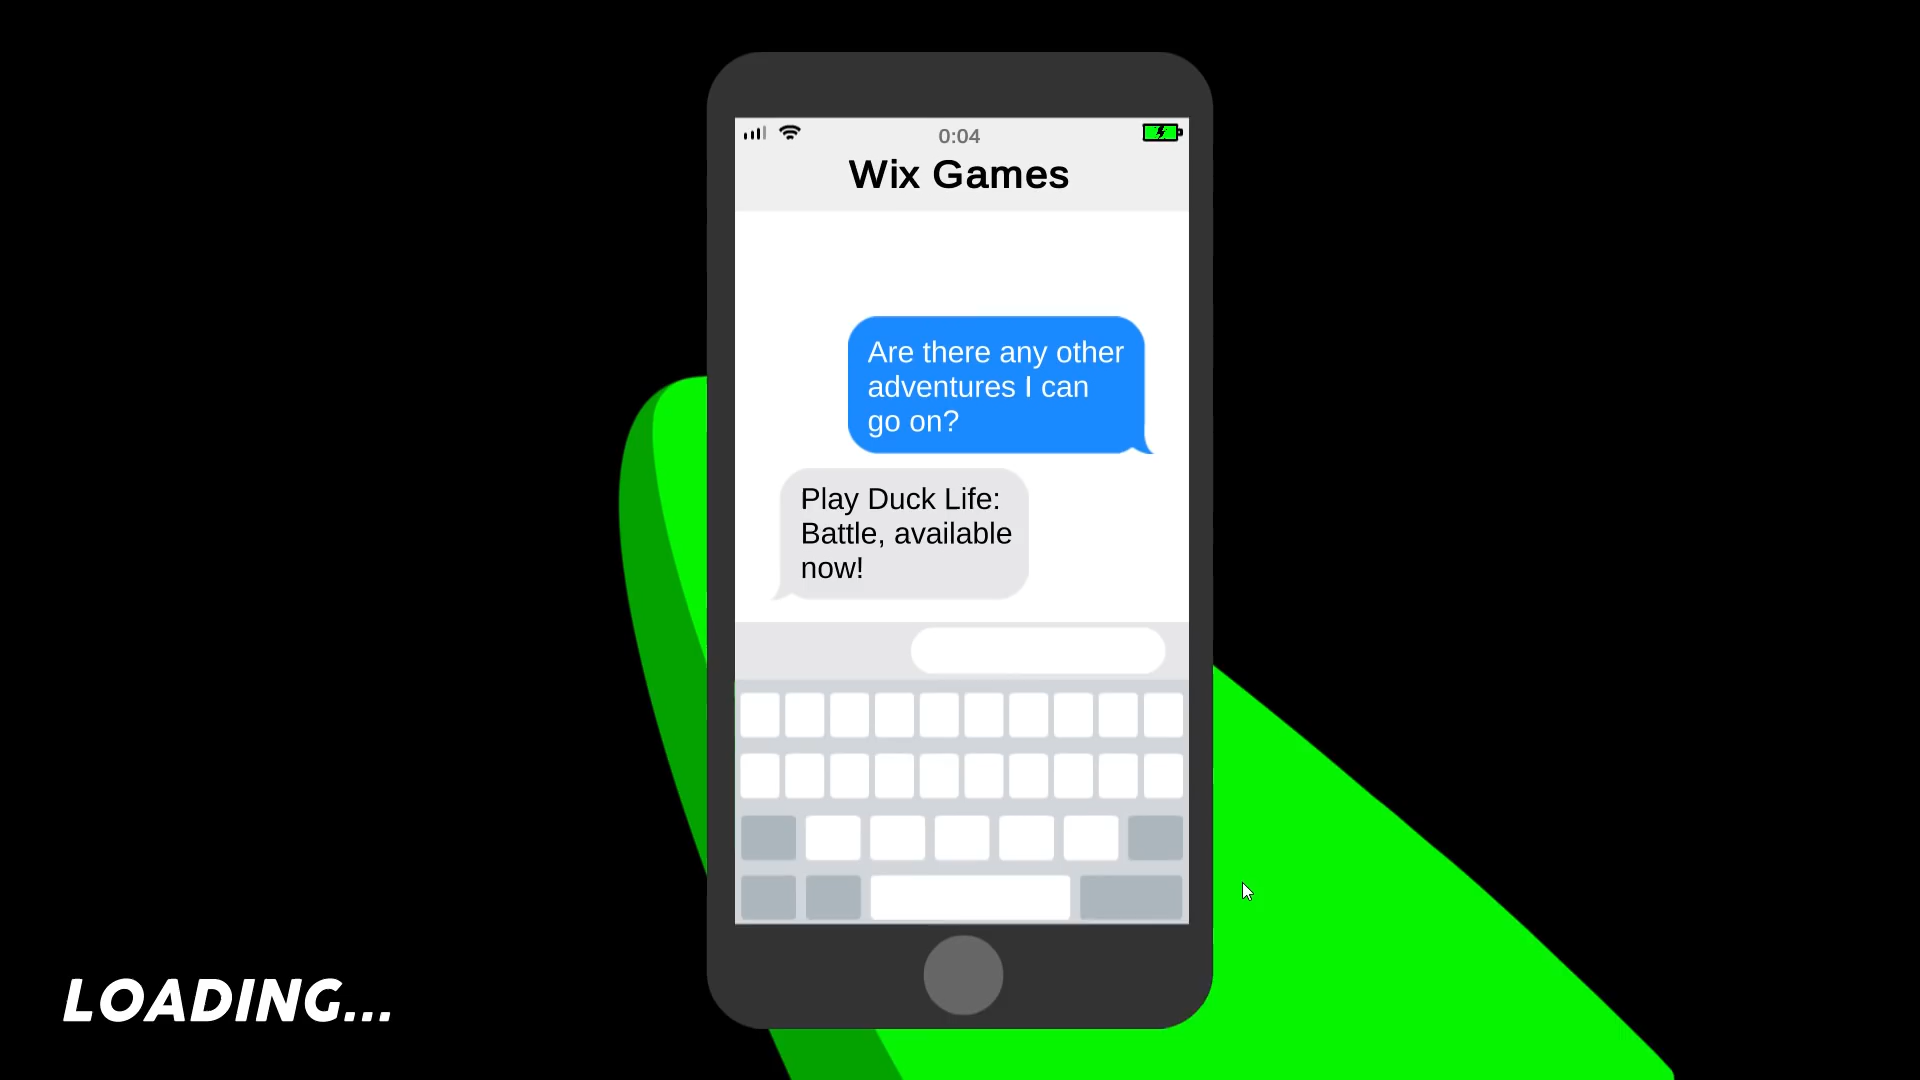 0:04
Wix Games
Are there any other
adventures I can
go on?
Play Duck Life:
Battle, available
now!
LOADING...